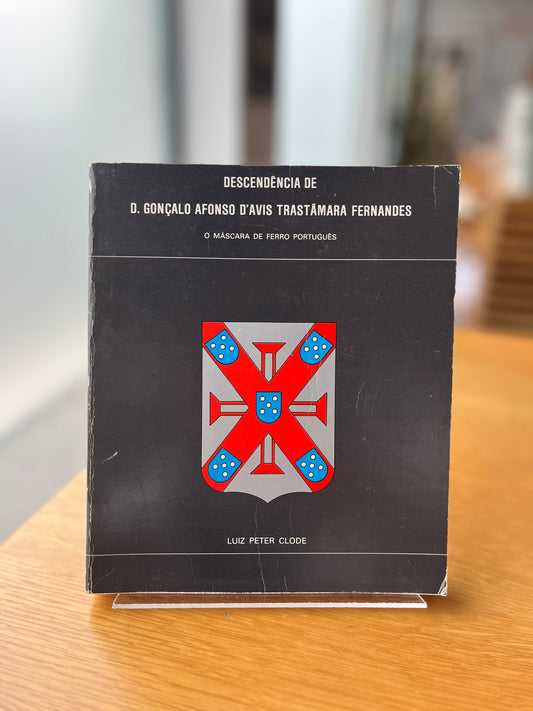 DESCENDÊNCIA DE
D. GONÇALO AFONSO D'AVIS TRASTÂMARA FERNANDES
O MÁSCARA DE FERRO PORTUGUÊS
LUIZ PETER CLODE